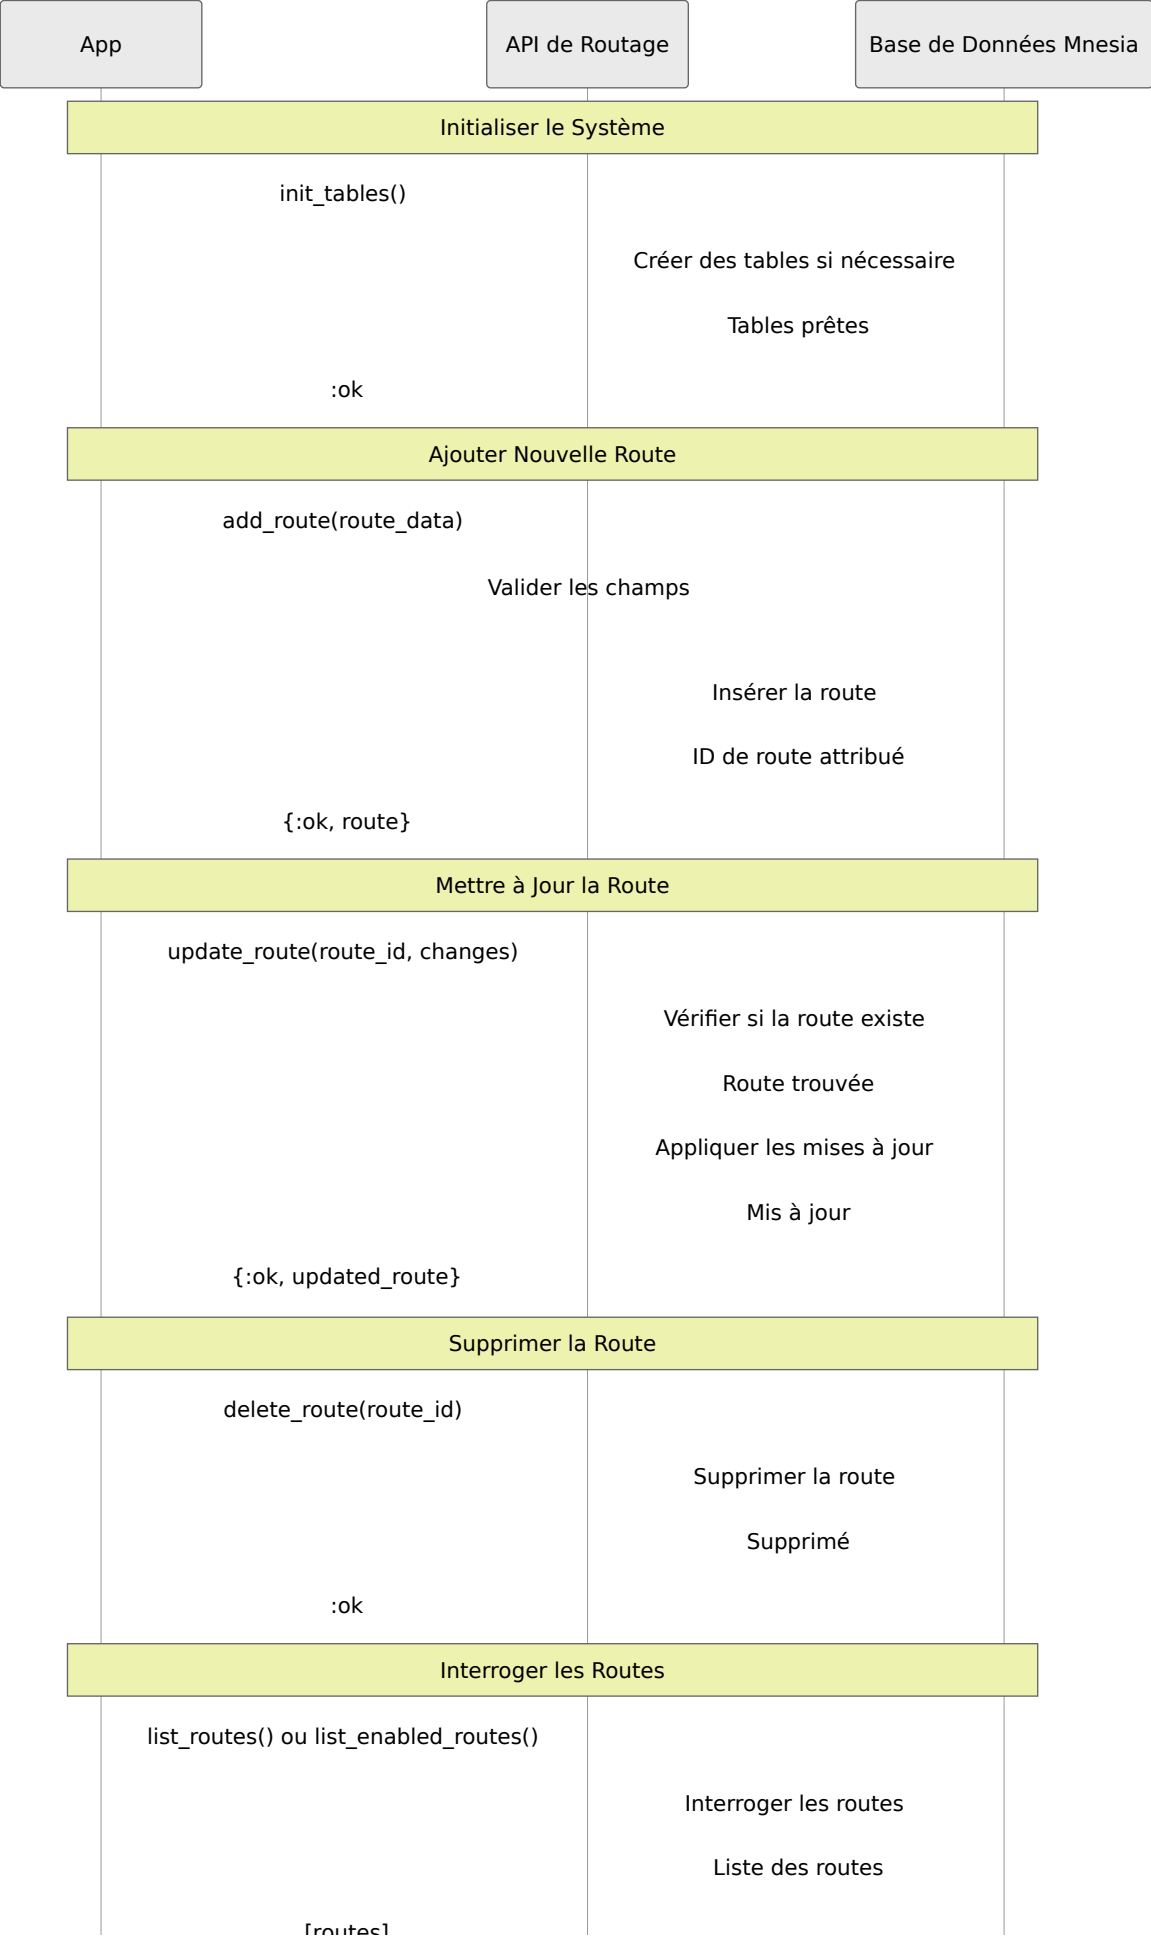 App
API de Routage
Base de Données Mnesia
Initialiser le Système
init_tables()
Créer des tables si nécessaire
Tables prêtes
:ok
Ajouter Nouvelle Route
add_route(route_data)
Valider les champs
Insérer la route
ID de route attribué
{:ok, route}
Mettre à Jour la Route
update_route(route_id, changes)
Vérifier si la route existe
Route trouvée
Appliquer les mises à jour
Mis à jour
{:ok, updated_route}
Supprimer la Route
delete_route(route_id)
Supprimer la route
Supprimé
:ok
Interroger les Routes
list_routes() ou list_enabled_routes()
Interroger les routes
Liste des routes
[routes]